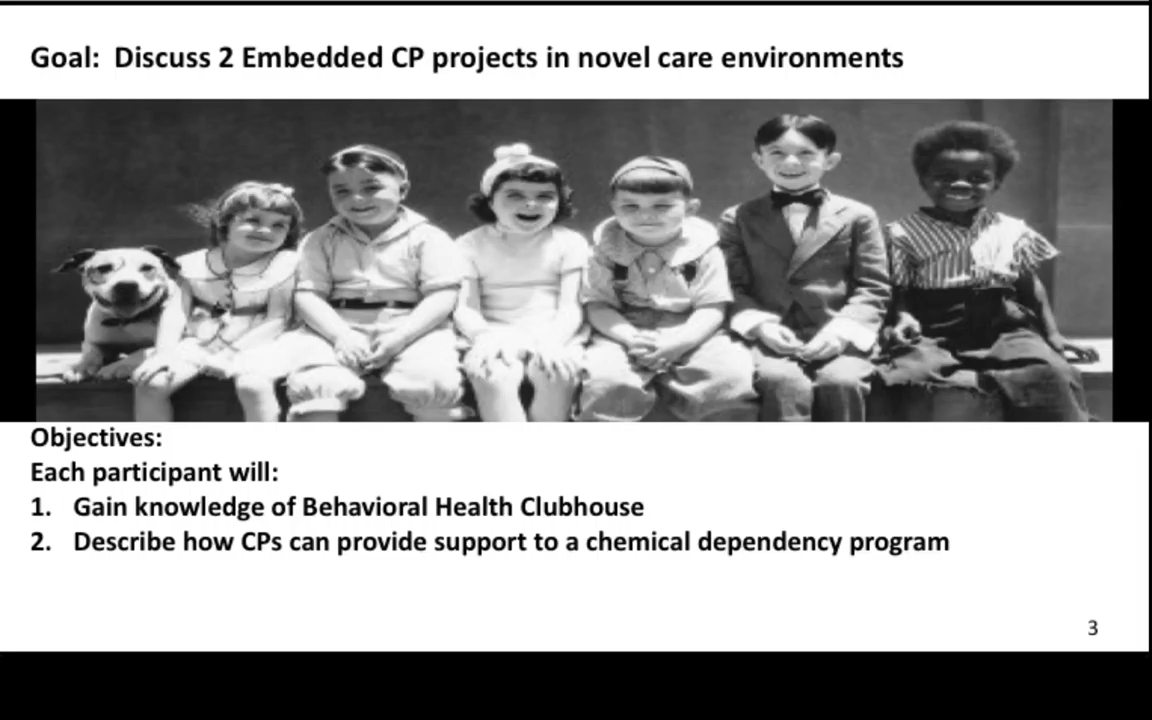 Goal:  Discuss 2 Embedded CP projects in novel care environments
Objectives:
Each participant will:
1. Gain knowledge of Behavioral Health Clubhouse
2. Describe how CPs can provide support to a chemical dependency program
3